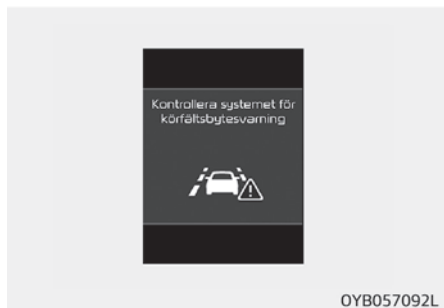 Kontrollera systemet för
körfältsbytesvarning
OYB057092L